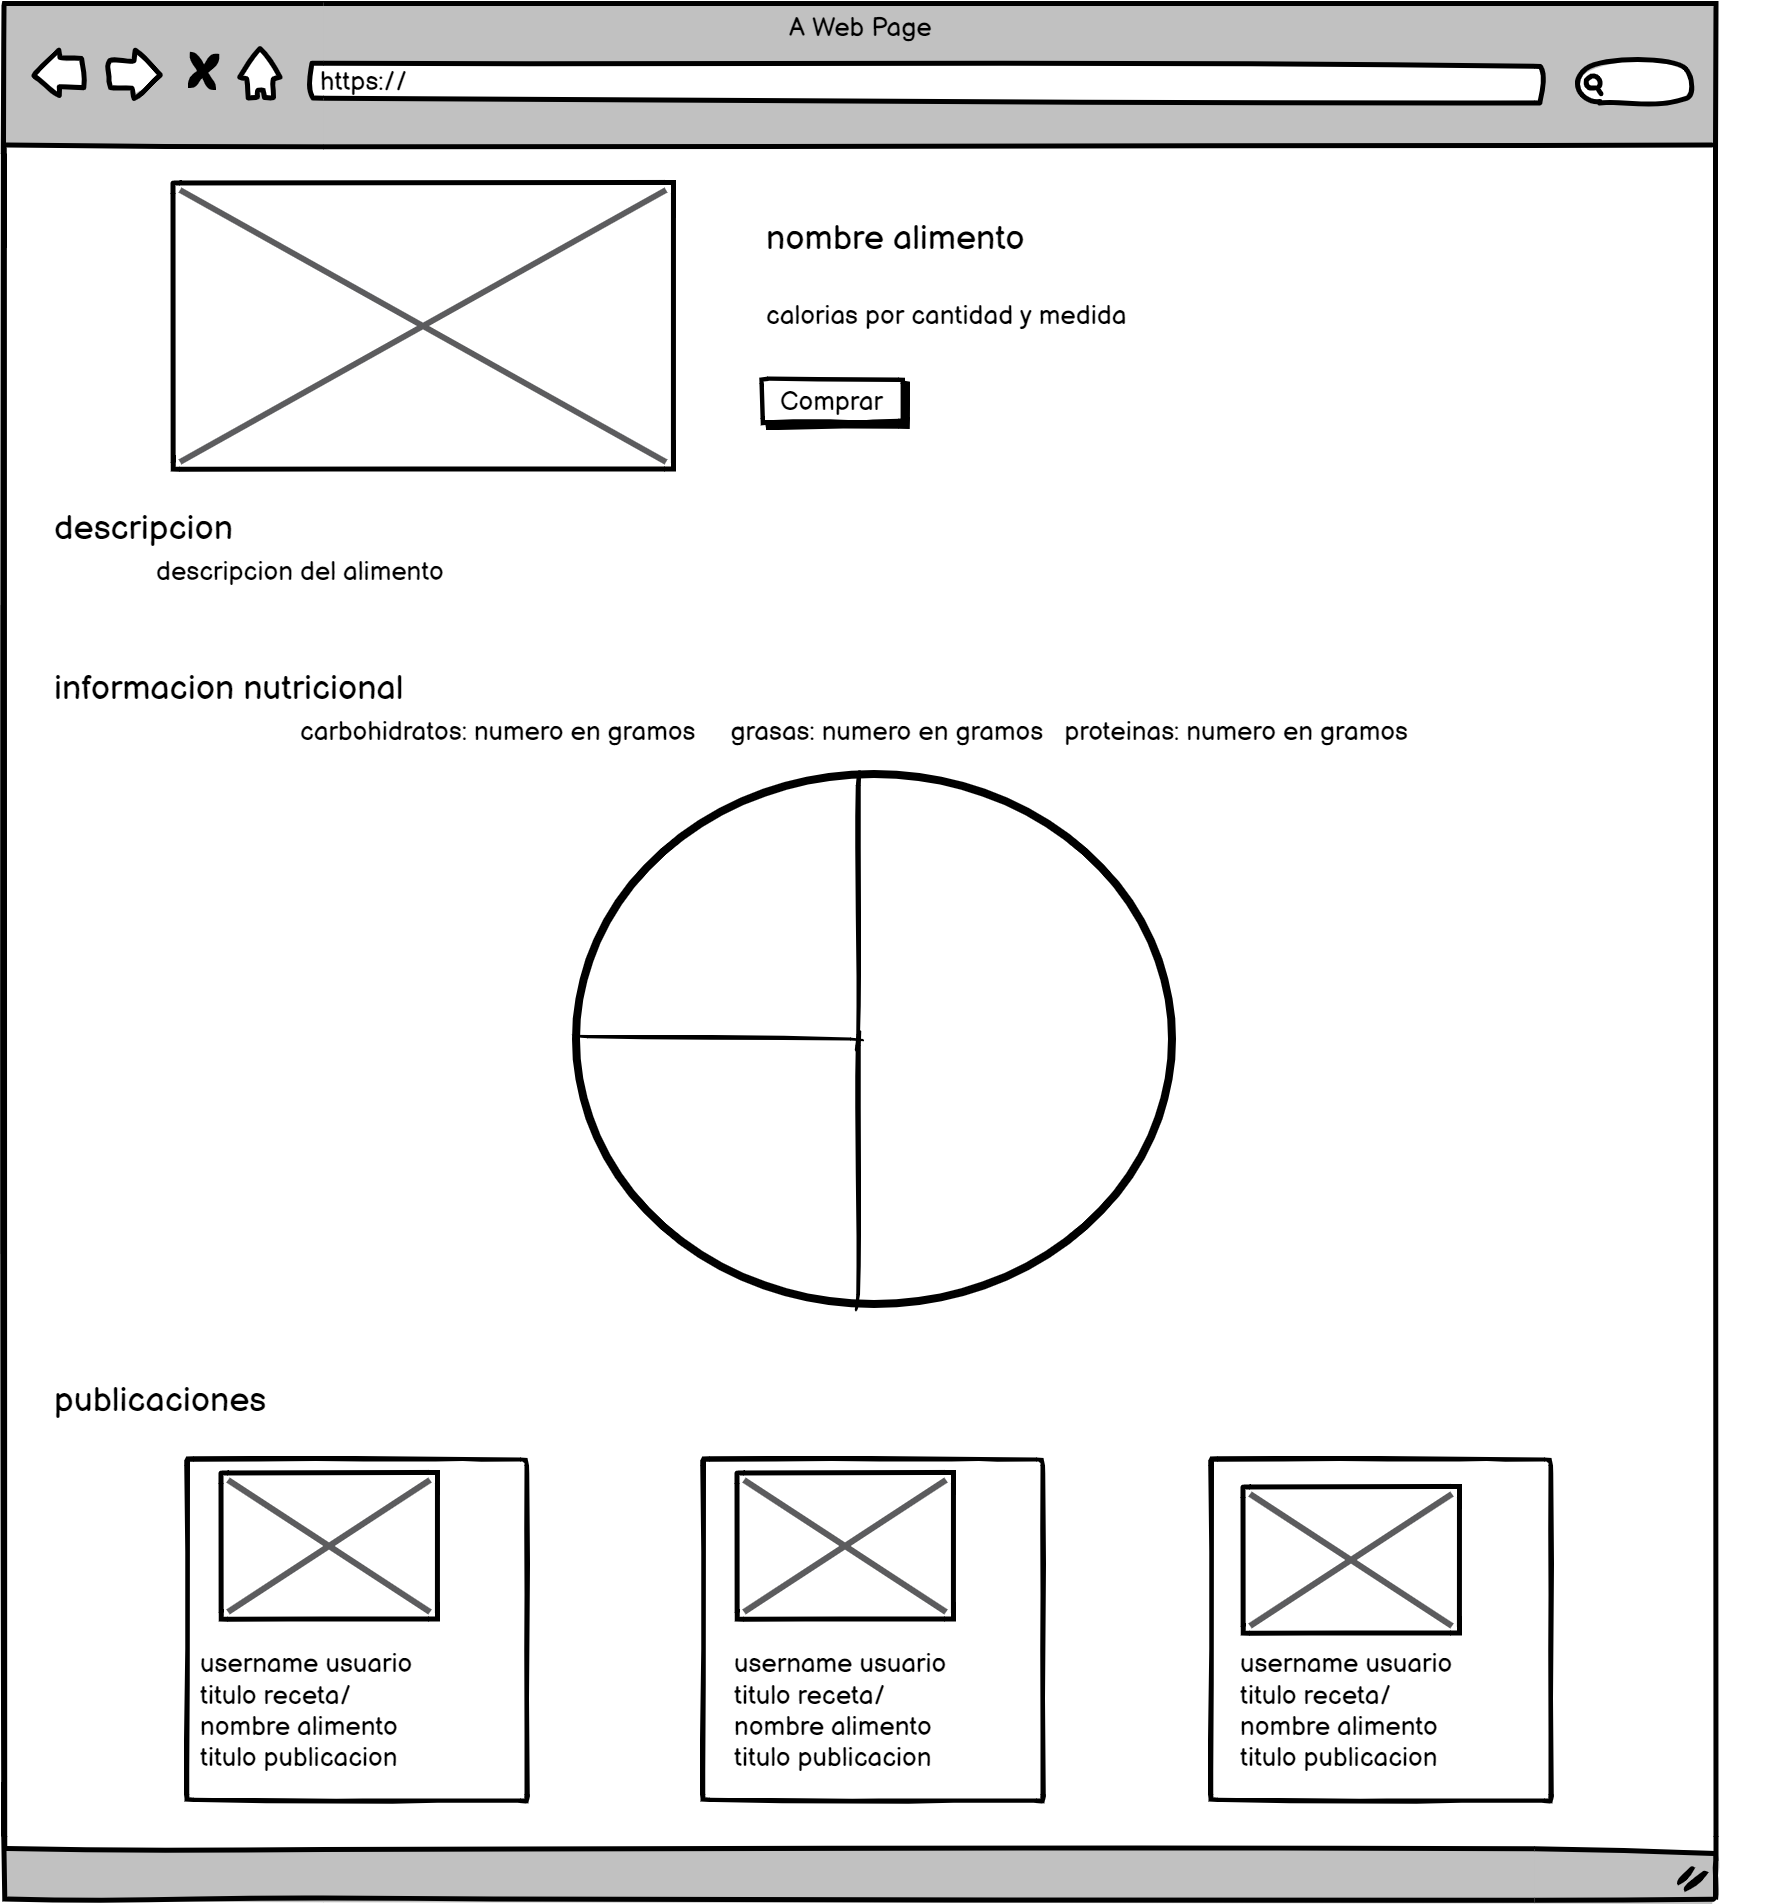 A Web Page
https://
nombre alimento
calorias por cantidad y medida
Comprar
descripcion
descripcion del alimento
informacion nutricional
carbohidratos: numero en gramos grasas: numero en gramos proteinas: numero en gramos
publicaciones
username usuario
titulo receta/
nombre alimento
titulo publicacion
username usuario
titulo receta/
nombre alimento
titulo publicacion
username usuario
titulo receta/
nombre alimento
titulo publicacion